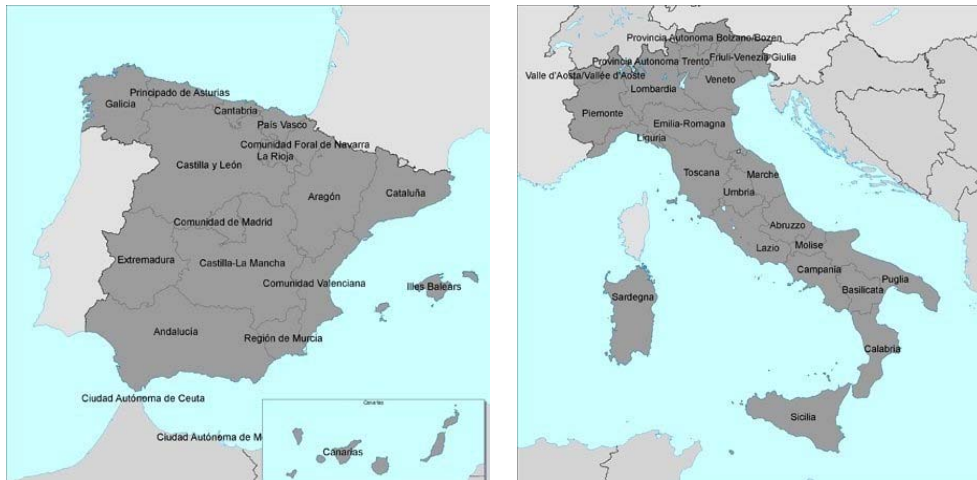 Principado de Asturias
Galicia
Cantabria
País Vasco
Comunidad Foral de Navarra
La Rioja
Castilla y León
Cataluña
Aragón
Comunidad de Madrid
Extremadura
Castilla-La Mancha
Comunidad Valenciana
Illes Balears
Andalucia
Región de Murcia
Ciudad Autónoma de Ceuta
Ciudad Autónoma de M
Canarias
Canarias
Provincia Autonoma Bolzano/Bozen
Friuli-Venezia Giulia
Provincia Autonoma Trento
Valle d'Aosta/Vallée d'Aoste
Veneto
Lombardia
Piemonte
Emilia-Romagna
Liguria
Toscana
Marche
Umbria
Abruzzo
Lazio
Molise
Campania
Puglia
Basilicata
Sardegna
Calabria
Sicilia